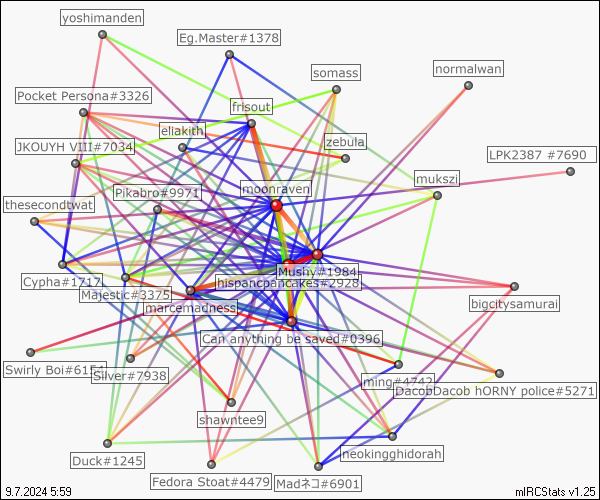 yoshimanden
Eg.Master#1378
somass
normalwan
Pocket Persona#3326
frisout
eliakith
zebula
JKOUYH VIII#7034
LPK2387 #7690
mukszi
moonraven
Pikabro#9971
thesecondtwat
Mushy#1984
Cypha#1717
hispancpancakes#2928
Majestic#3375
bigcitysamurai
marcemadness
Can anything be saved#0396
Swirly Boi#6154
Silver#7938
ming#4742
DacobDacob hORNY police#5271
shawntee9
neokingghidorah
Duck#1245
Fedora Stoat#4479
Madネコ#6901
9.7.2024 5:59
mIRCStats v1.25